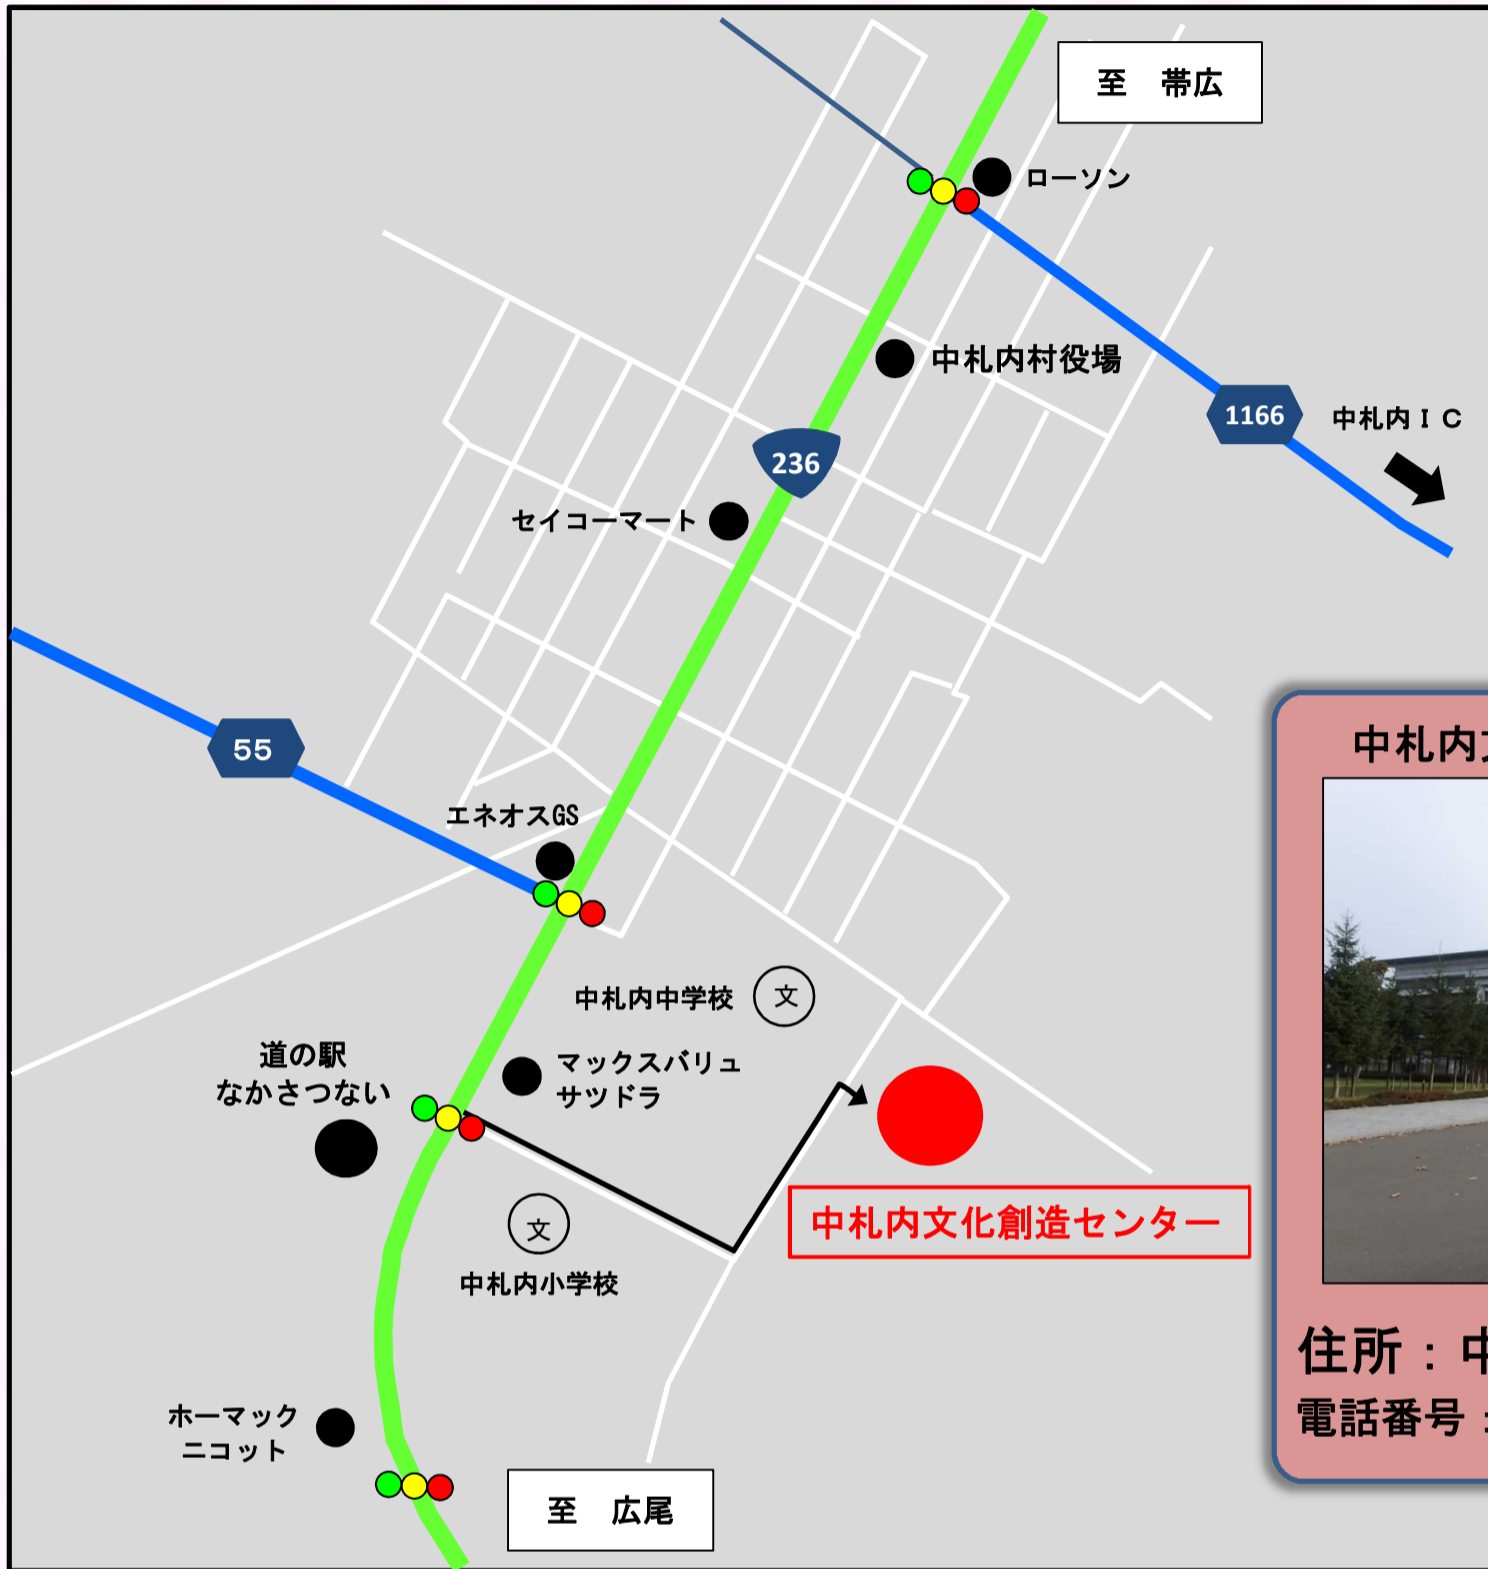 至　帯広
ローソン
中札内村役場
1166
中札内ＩＣ
236
セイコーマート
55
エネオスGS
中札内中学校
文
道の駅
なかさつない
マックスバリュ
サツドラ
文
中札内小学校
中札内文化創造センター
ホーマック
ニコット
至　広尾
中札内
住所：中
電話番号：